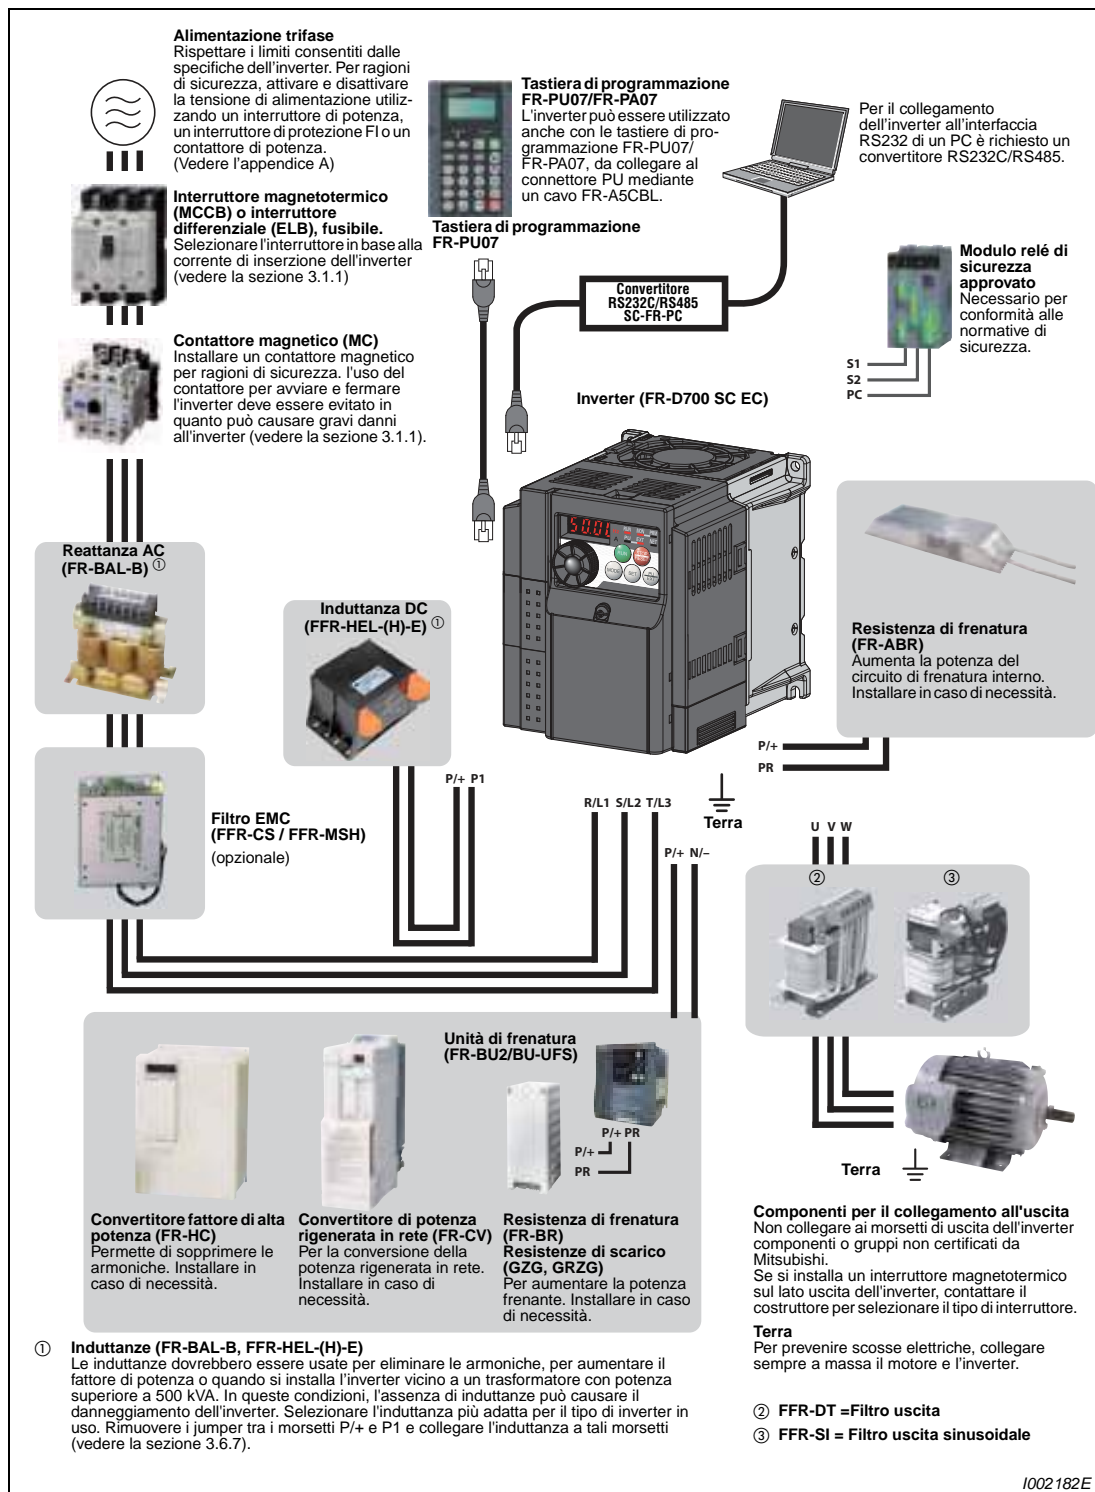 Alimentazione trifase
Rispettare i limiti consentiti dalle
specifiche dell'inverter. Per ragioni
di sicurezza, attivare e disattivare
la tensione di alimentazione utiliz-
zando un interruttore di potenza,
un interruttore di protezione FI o un
contattore di potenza.
(Vedere l'appendice A)
Tastiera di programmazione
FR-PU07/FR-PA07
L'inverter può essere utilizzato
anche con le tastiere di pro-
grammazione FR-PU07/
FR-PA07, da collegare al
connettore PU mediante
un cavo FR-A5CBL.
Tastiera di programmazione
FR-PU07
Per il collegamento
dell'inverter all'interfaccia
RS232 di un PC è richiesto un
convertitore RS232C/RS485.
Interruttore magnetotermico
(MCCB) o interruttore
differenziale (ELB), fusibile.
Selezionare l'interruttore in base alla
corrente di inserzione dell'inverter
(vedere la sezione 3.1.1)
Convertitore
RS232C/RS485
SC-FR-PC
Modulo relé di
sicurezza
approvato
Necessario per
conformità alle
normative di
sicurezza.
S1
S2
PC
Contattore magnetico (MC)
Installare un contattore magnetico
per ragioni di sicurezza. l'uso del
contattore per avviare e fermare
l'inverter deve essere evitato in
quanto può causare gravi danni
all'inverter (vedere la sezione 3.1.1).
Inverter (FR-D700 SC EC)
RUN
MODE
SET
Reattanza AC
(FR-BAL-B) ①
Induttanza DC
(FFR-HEL-(H)-E) ①
Resistenza di frenatura
(FR-ABR)
Aumenta la potenza del
circuito di frenatura interno.
Installare in caso di necessità.
P/+
PR
P/+ P1
R/L1 S/L2 T/L3
Terra
P/+ N/–
U V W
Filtro EMC
(FFR-CS / FFR-MSH)
(opzionale)
②
③
Unità di frenatura
(FR-BU2/BU-UFS)
P/+ PR
P/+
PR
Terra
Convertitore fattore di alta
potenza (FR-HC)
Permette di sopprimere le
armoniche. Installare in
caso di necessità.
Convertitore di potenza
rigenerata in rete (FR-CV)
Per la conversione della
potenza rigenerata in rete.
Installare in caso di
necessità.
Resistenza di frenatura
(FR-BR)
Resistenze di scarico
(GZG, GRZG)
Per aumentare la potenza
frenante. Installare in caso
di necessità.
Componenti per il collegamento all'uscita
Non collegare ai morsetti di uscita dell'inverter
componenti o gruppi non certificati da
Mitsubishi.
Se si installa un interruttore magnetotermico
sul lato uscita dell'inverter, contattare il
costruttore per selezionare il tipo di interruttore.
Terra
Per prevenire scosse elettriche, collegare
sempre a massa il motore e l'inverter.
② FFR-DT =Filtro uscita
③ FFR-SI = Filtro uscita sinusoidale
① Induttanze (FR-BAL-B, FFR-HEL-(H)-E)
Le induttanze dovrebbero essere usate per eliminare le armoniche, per aumentare il
fattore di potenza o quando si installa l'inverter vicino a un trasformatore con potenza
superiore a 500 kVA. In queste condizioni, l'assenza di induttanze può causare il
danneggiamento dell'inverter. Selezionare l'induttanza più adatta per il tipo di inverter in
uso. Rimuovere i jumper tra i morsetti P/+ e P1 e collegare l'induttanza a tali morsetti
(vedere la sezione 3.6.7).
I002182E